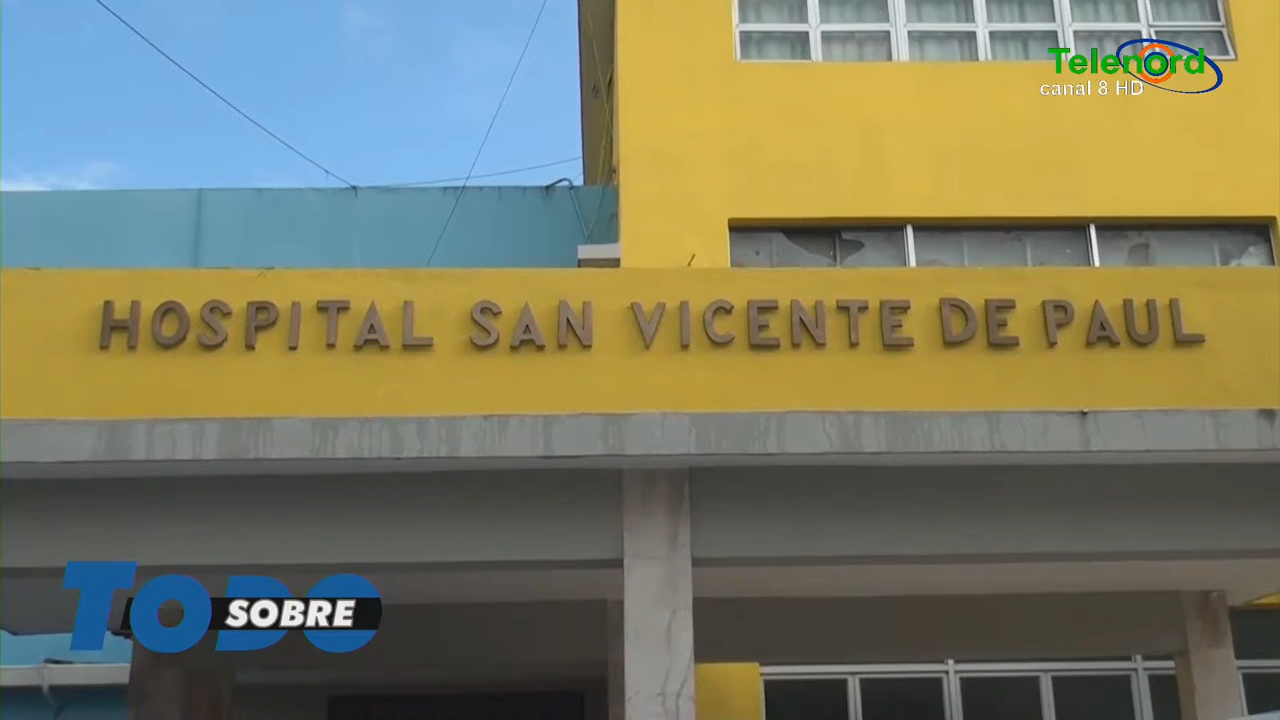 Telenord
canal 8 HD
HOSPITAL SAN VICENTE DE PAUL
TODO
SOBRE